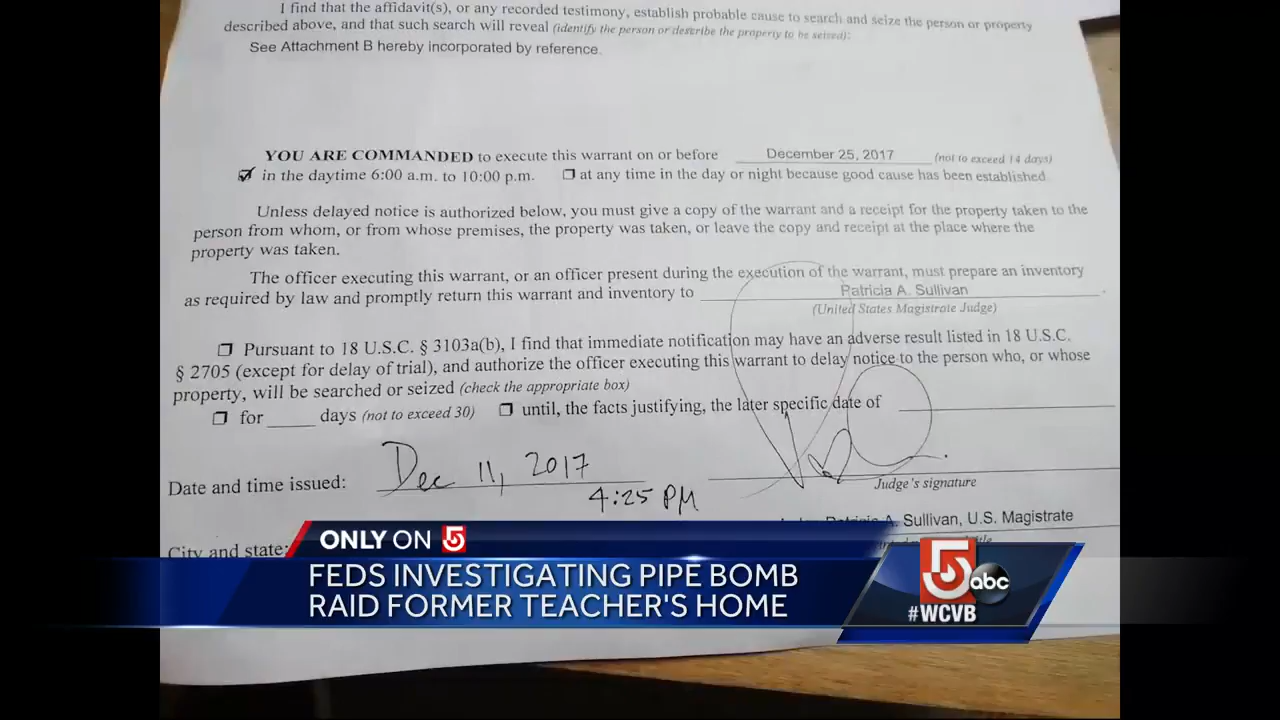 I find that the affidavit(s), or any recorded testimony, establish probable cause to search and seize the person or property
described above, and that such search will reveal (identify the person or describe the property to be seized):
See Attachment B hereby incorporated by reference.
YOU ARE COMMANDED to execute this warrant on or before December 25, 2017 (not to exceed 14 days)
in the daytime 6:00 a.m. to 10:00 p.m. at any time in the day or night because good cause has been established.
Unless delayed notice is authorized below, you must give a copy of the warrant and a receipt for the property taken to the
person from whom, or from whose premises, the property was taken, or leave the copy and receipt at the place where the
property was taken.
The officer executing this warrant, or an officer present during the execution of the warrant, must prepare an inventory
as required by law and promptly return this warrant and inventory to Patricia A. Sullivan.
(United States Magistrate Judge)
Pursuant to 18 U.S.C. § 3103a(b), I find that immediate notification may have an adverse result listed in 18 U.S.C.
§ 2705 (except for delay of trial), and authorize the officer executing this warrant to delay notice to the person who, or whose
property, will be searched or seized (check the appropriate box)
for ____ days (not to exceed 30) until, the facts justifying, the later specific date of
Date and time issued: Dec 11, 2017
4:25 PM
Judge's signature
A. Sullivan, U.S. Magistrate
City and state:
ONLY ON 5
FEDS INVESTIGATING PIPE BOMB
RAID FORMER TEACHER'S HOME
5 abc
#WCVB